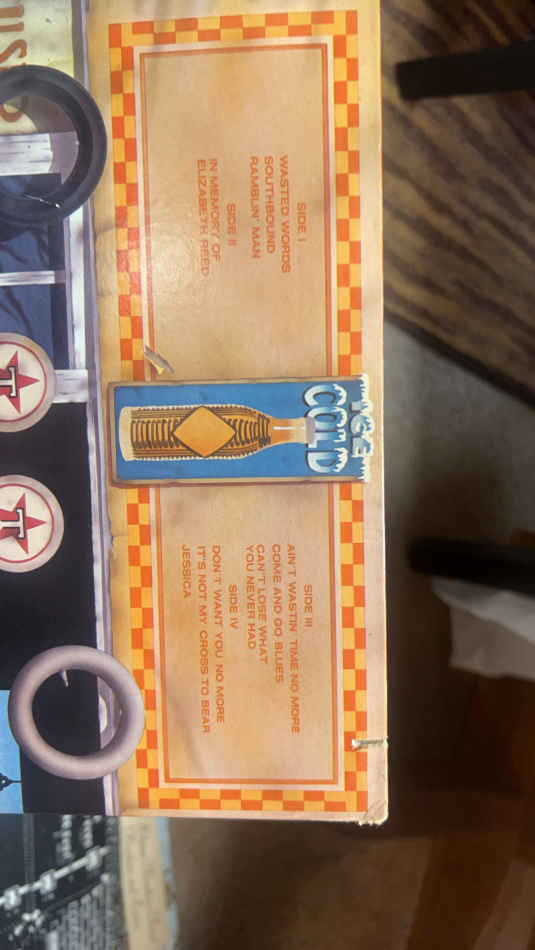 SIDE I
WASTED WORDS
SOUTHBOUND
RAMBLIN' MAN
SIDE II
IN MEMORY OF
ELIZABETH REED
ICE
COLD
SIDE III
AIN'T WASTIN' TIME NO MORE
COME AND GO BLUES
CAN'T LOSE WHAT
YOU NEVER HAD
SIDE IV
DON'T WANT YOU NO MORE
IT'S NOT MY CROSS TO BEAR
JESSICA
T
T